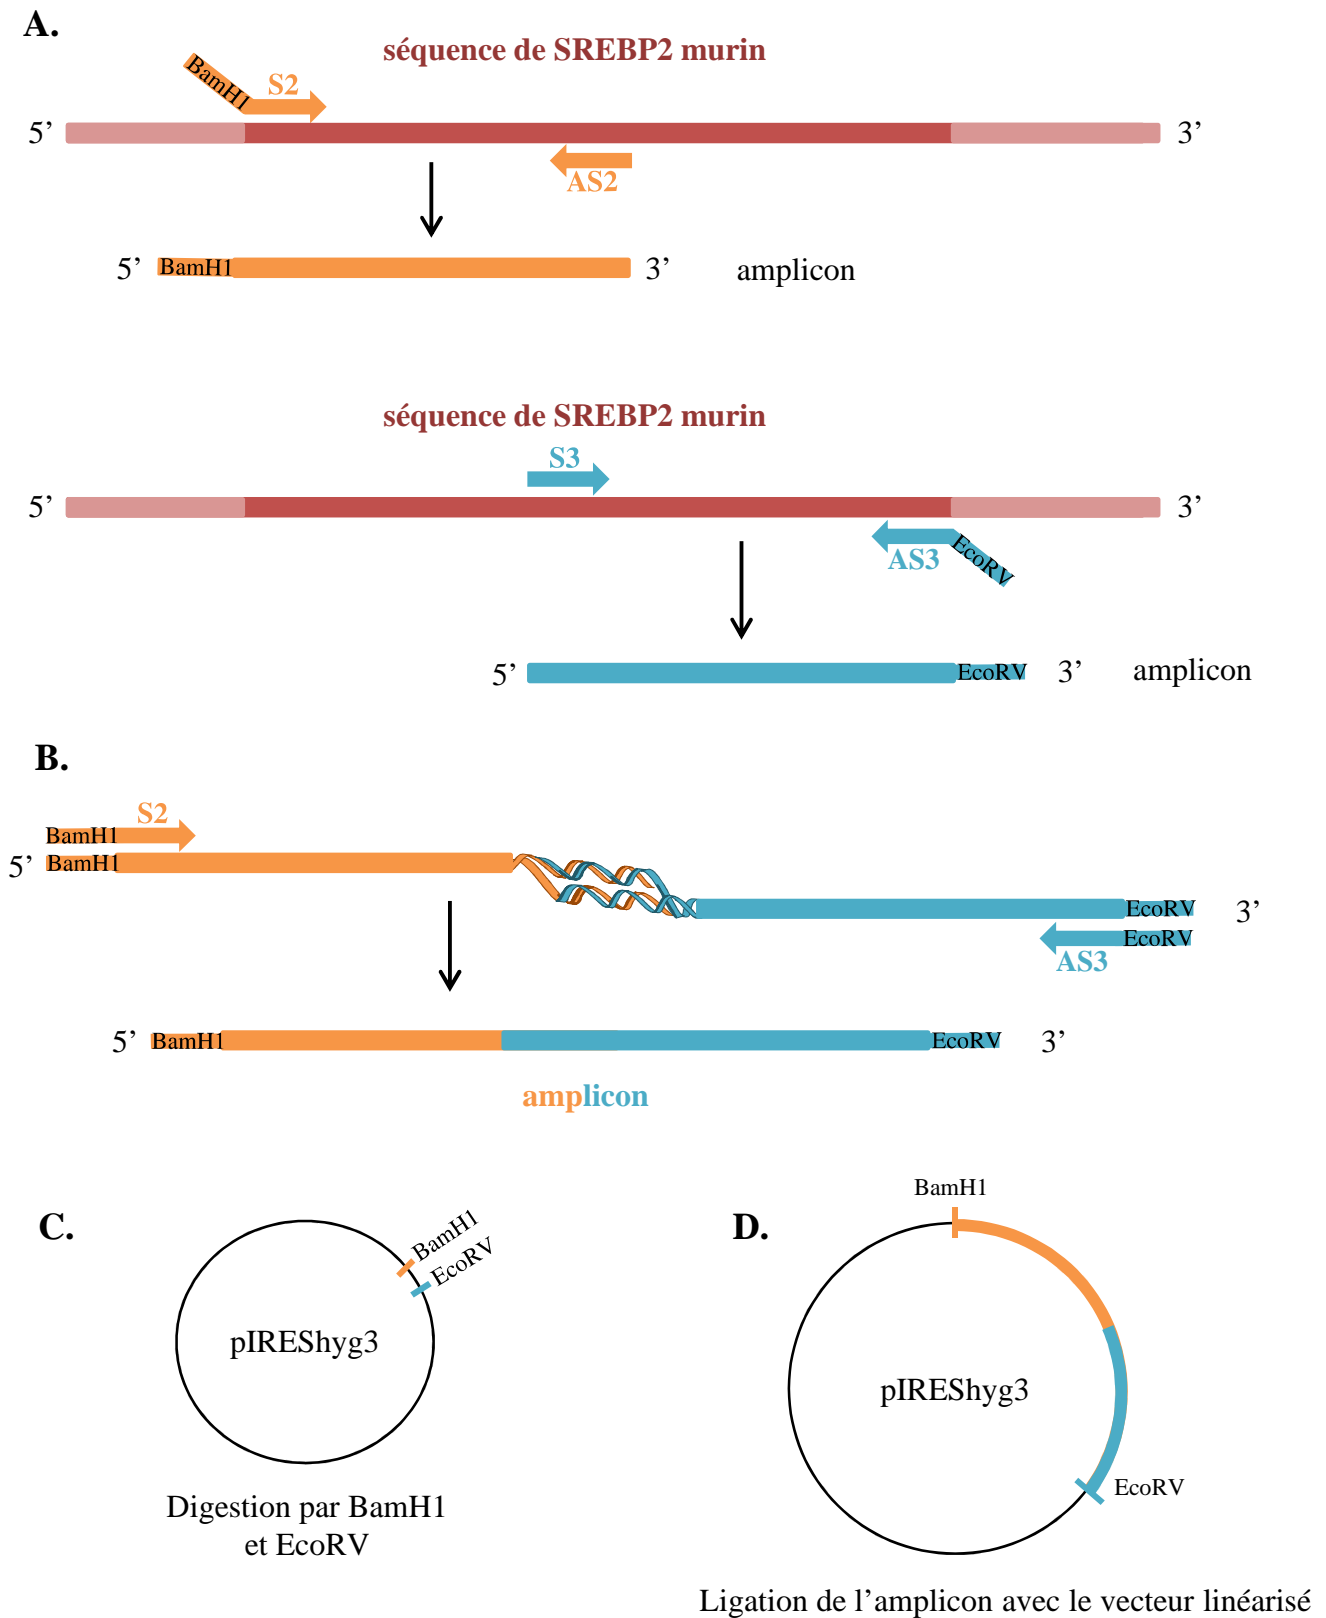 A.
séquence de SREBP2 murin
BamH1
S2
5’
3’
AS2
5’ BamH1 3’ amplicon
séquence de SREBP2 murin
S3
5’
3’
AS3
EcoRV
5’ EcoRV 3’ amplicon
B.
S2
BamH1
5’ BamH1
EcoRV 3’
EcoRV
AS3
5’ BamH1 EcoRV 3’
amplicon
C.
BamH1
EcoRV
pIREShyg3
Digestion par BamH1
et EcoRV
D.
BamH1
pIREShyg3
EcoRV
Ligation de l’amplicon avec le vecteur linéarisé